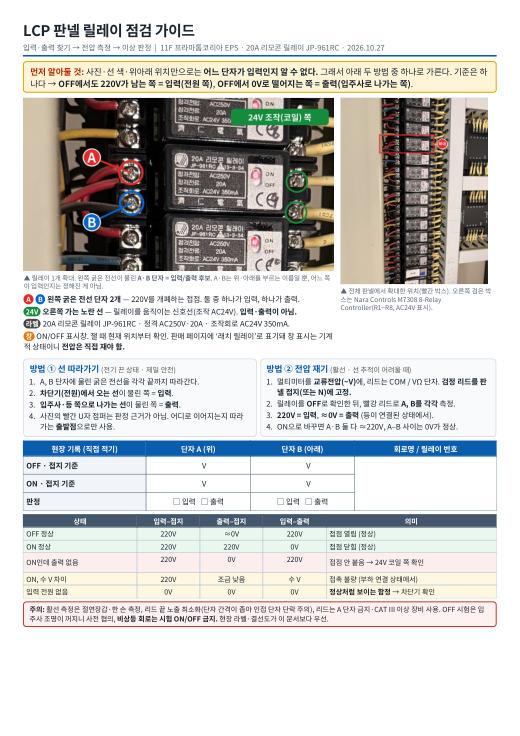 LCP 판넬 릴레이 점검 가이드
입력·출력 찾기 → 전압 측정 → 이상 판정 | 11F 프라마톰코리아 EPS · 20A 리모콘 릴레이 JP-961RC · 2026.10.27
먼저 알아둘 것: 사진·선 색·위아래 위치만으로는 어느 단자가 입력인지 알 수 없다. 그래서 아래 두 방법 중 하나로 가른다. 기준은 하
나다 → OFF에서도 220V가 남는 쪽 = 입력(전원 쪽), OFF에서 0V로 떨어지는 쪽 = 출력(입주사로 나가는 쪽).
24V 조작(코일) 쪽
A
B
20A 리모콘 릴레이
JP-961RC
정격전압: AC250V
정격전류: 20A
조작회로: AC24V 350mA
ON
OFF
▲ 릴레이 1개 확대. 왼쪽 굵은 전선이 물린 A·B 단자 = 입력/출력 후보. A·B는 위·아래를 부르는 이름일 뿐, 어느 쪽
이 입력인지는 정해진 게 아님.
▲ 전체 판넬에서 확대한 위치(빨간 박스). 오른쪽 검은 박
스는 Nara Controls M7308 8-Relay
Controller(R1~R8, AC24V 표시).
A B 왼쪽 굵은 전선 단자 2개 — 220V를 개폐하는 접점. 둘 중 하나가 입력, 하나가 출력.
24V 오른쪽 가는 노란 선 — 릴레이를 움직이는 신호선(조작 AC24V). 입력·출력이 아님.
라벨 20A 리모콘 릴레이 JP-961RC · 정격 AC250V·20A · 조작회로 AC24V 350mA.
창 ON/OFF 표시창. 잴 때 현재 위치부터 확인. 판매 페이지에 '래치 릴레이'로 표기돼 창 표시는 기계
적 상태이니 전압은 직접 재야 함.
방법 ① 선 따라가기 (전기 끈 상태 · 제일 안전)
1. A, B 단자에 물린 굵은 전선을 각각 끝까지 따라간다.
2. 차단기(전원)에서 오는 선이 물린 쪽 = 입력.
3. 입주사·등 쪽으로 나가는 선이 물린 쪽 = 출력.
4. 사진의 빨간 U자 점퍼는 판정 근거가 아님. 어디로 이어지는지 따라
가는 출발점으로만 사용.
방법 ② 전압 재기 (활선 · 선 추적이 어려울 때)
1. 멀티미터를 교류전압(~V)에, 리드는 COM / VΩ 단자. 검정 리드를 판
넬 접지(또는 N)에 고정.
2. 릴레이를 OFF로 확인한 뒤, 빨강 리드로 A, B를 각각 측정.
3. 220V = 입력, ≈0V = 출력 (등이 연결된 상태에서).
4. ON으로 바꾸면 A·B 둘 다 ≈220V, A–B 사이는 0V가 정상.
현장 기록 (직접 적기) 단자 A (위) 단자 B (아래) 회로명 / 릴레이 번호
OFF · 접지 기준 V V
ON · 접지 기준 V V
판정 □ 입력 □ 출력 □ 입력 □ 출력
상태 입력–접지 출력–접지 입력–출력 의미
OFF 정상 220V ≈0V 220V 접점 열림 (정상)
ON 정상 220V 220V 0V 접점 닫힘 (정상)
ON인데 출력 없음 220V 0V 220V 접점 안 붙음 → 24V 코일 쪽 확인
ON, 수 V 차이 220V 조금 낮음 수 V 접촉 불량 (부하 연결 상태에서)
입력 전원 없음 0V 0V 0V 정상처럼 보이는 함정 → 차단기 확인
주의: 활선 측정은 절연장갑·한 손 측정, 리드 끝 노출 최소화(단자 간격이 좁아 인접 단자 단락 주의), 리드는 A 단자 금지·CAT III 이상 장비 사용. OFF 시험은 입
주사 조명이 꺼지니 사전 협의, 비상등 회로는 시험 ON/OFF 금지. 현장 라벨·결선도가 이 문서보다 우선.